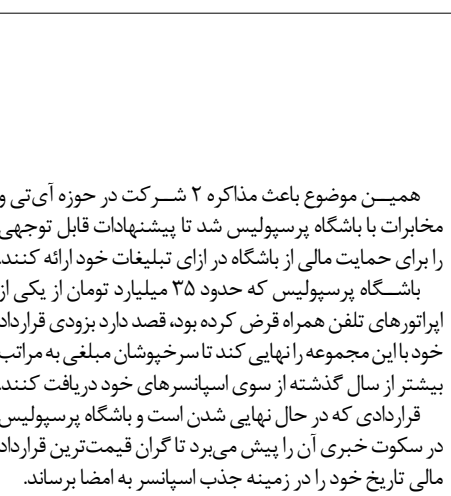 همین موضوع باعث مذاکره ۲ شرکت در حوزه آی‌تی و
مخابرات با باشگاه پرسپولیس شد تا پیشنهادات قابل توجهی
را برای حمایت مالی از باشگاه در ازای تبلیغات خود ارائه کنند.
باشگاه پرسپولیس که حدود ۳۵ میلیارد تومان از یکی از
اپراتورهای تلفن همراه قرض کرده بود، قصد دارد بزودی قرارداد
خود با این مجموعه را نهایی کند تا سرخپوشان مبلغی به مراتب
بیشتر از سال گذشته از سوی اسپانسرهای خود دریافت کنند.
قراردادی که در حال نهایی شدن است و باشگاه پرسپولیس
در سکوت خبری آن را پیش می‌برد تا گران قیمت‌ترین قرارداد
مالی تاریخ خود را در زمینه جذب اسپانسر به امضا برساند.